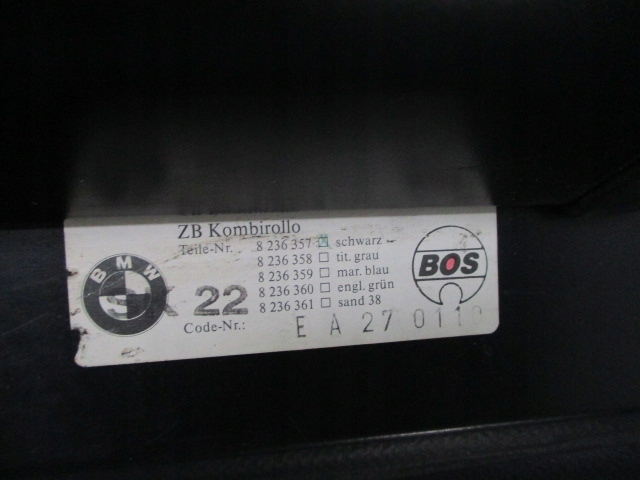 ZB Kombirollo
Teile-Nr. 8 236 357 schwarz
8 236 358 tit. grau
8 236 359 mar. blau
8 236 360 engl. grün
8 236 361 sand 38
BMW
22
BOS
Code-Nr.: E A 27 011